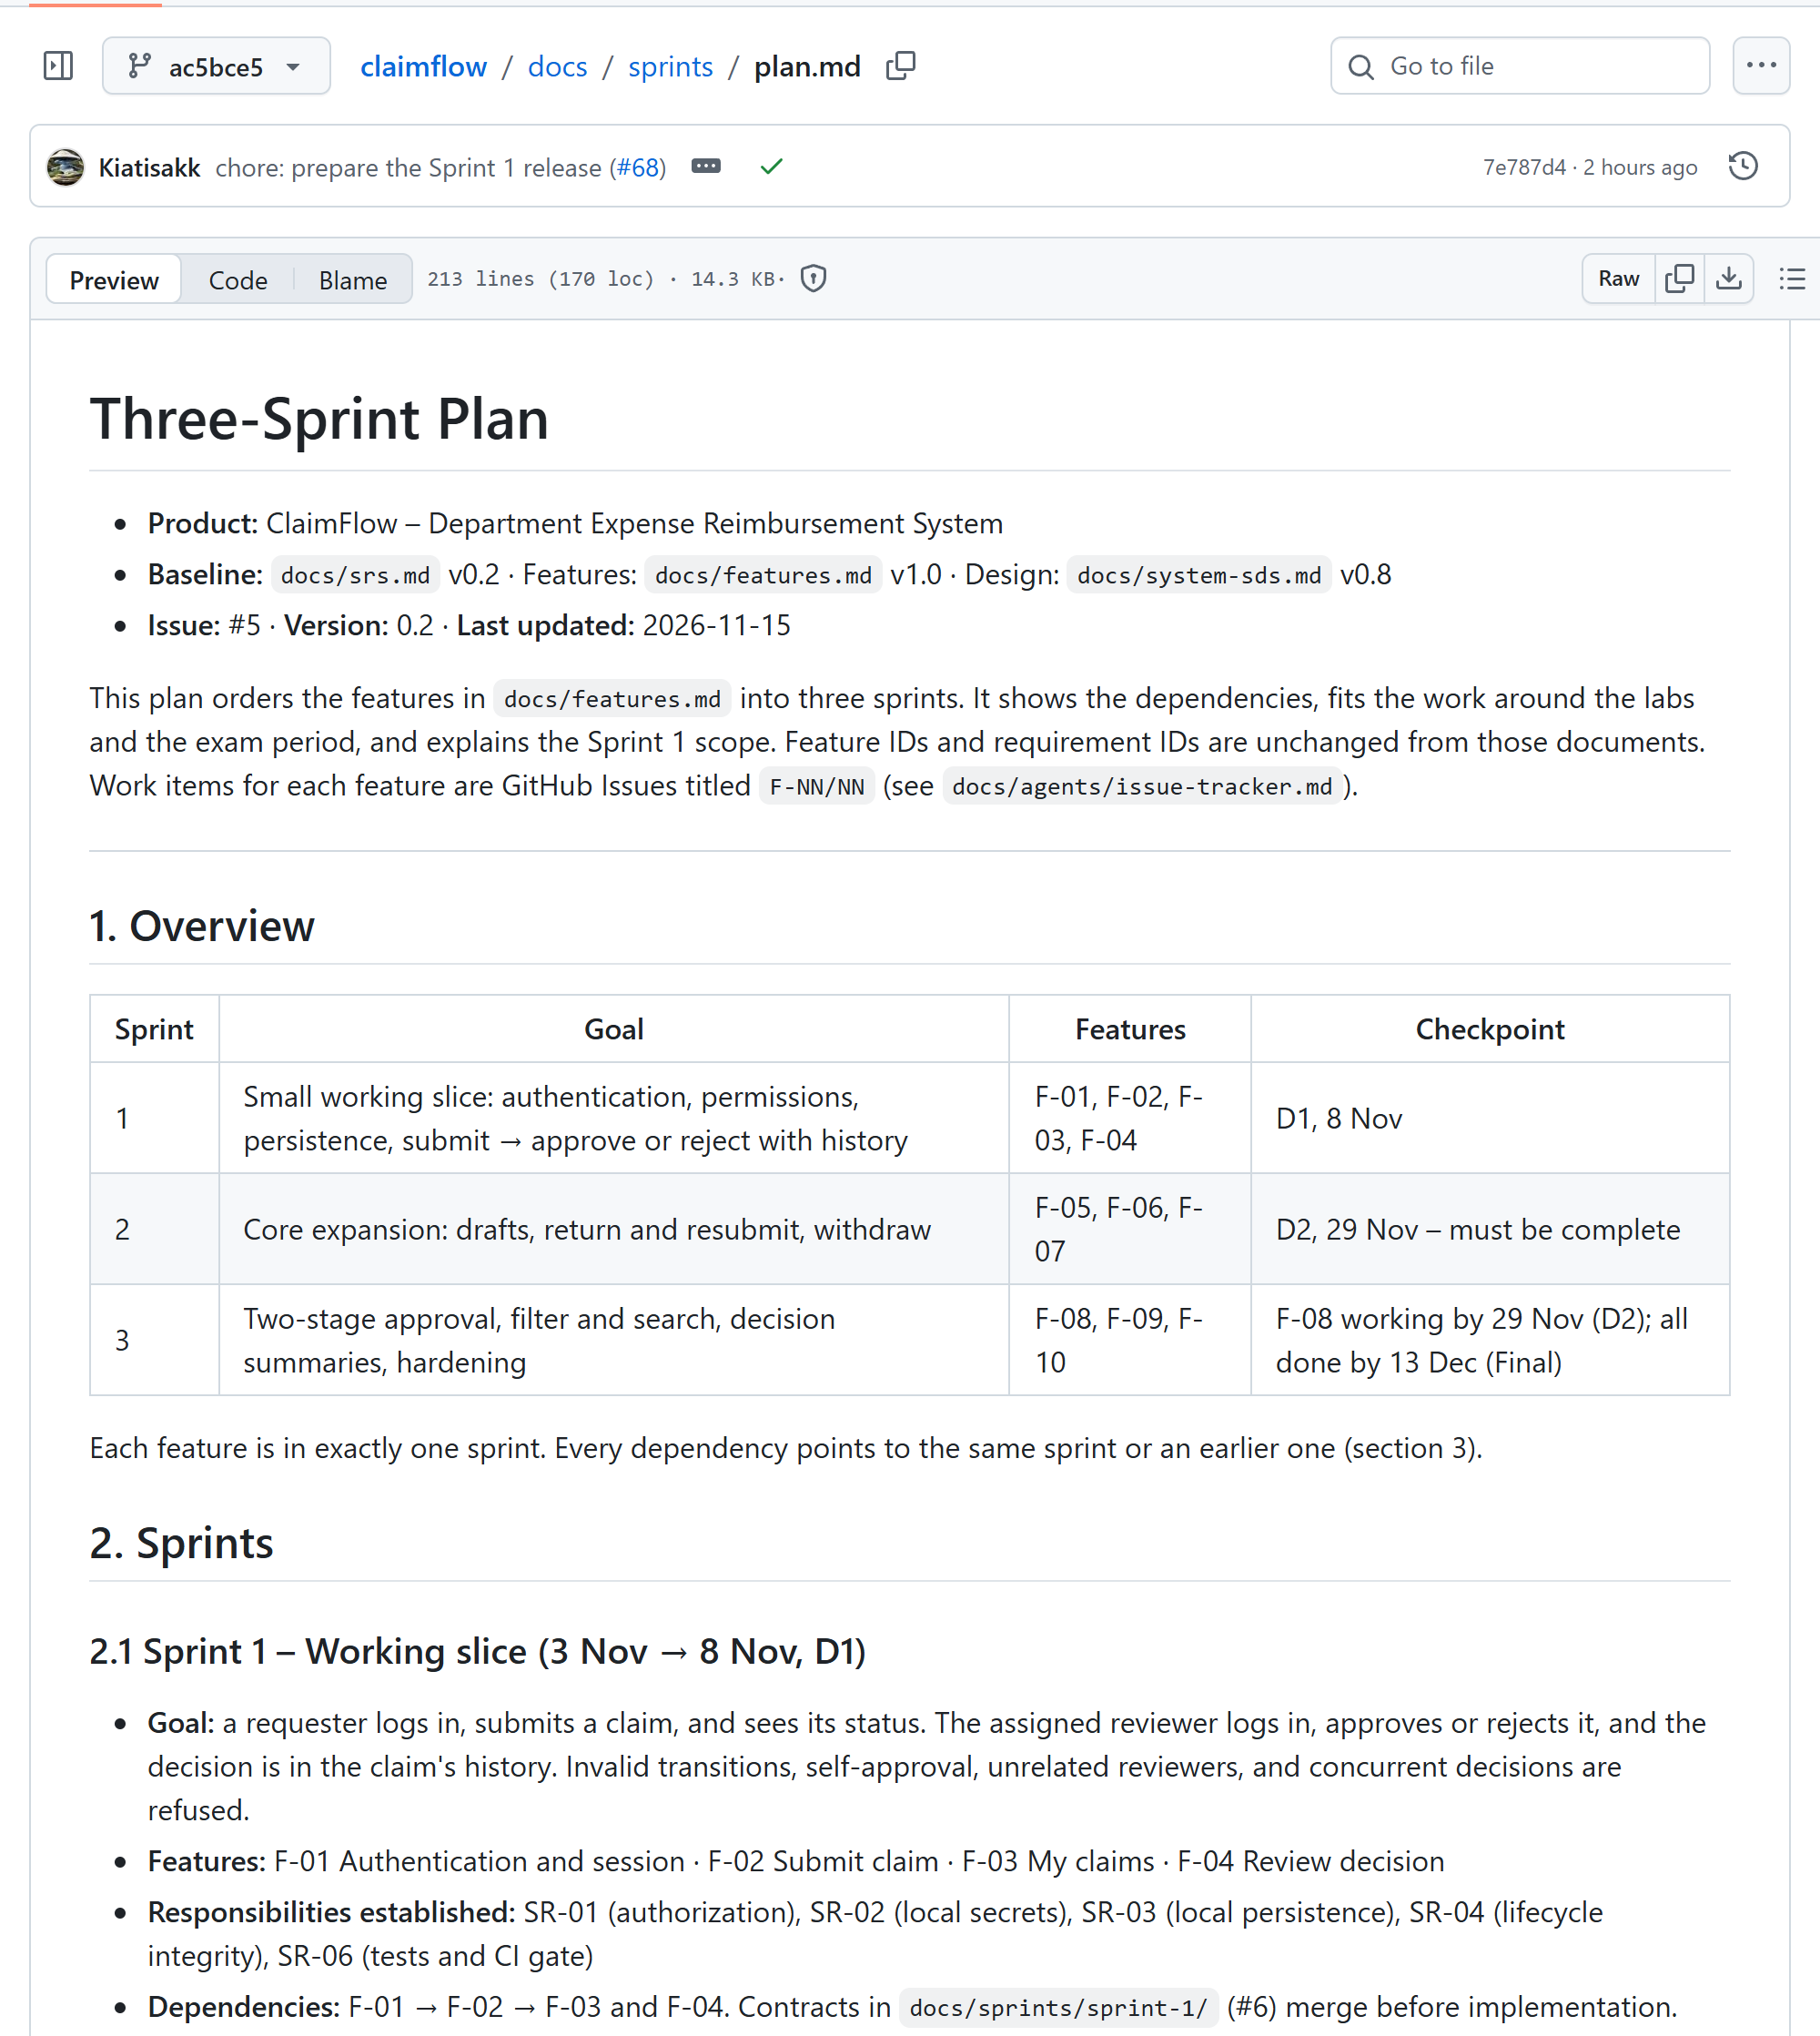 ac5bce5
claimflow / docs / sprints / plan.md
Go to file
Kiatisakk chore: prepare the Sprint 1 release (#68)
7e787d4 · 2 hours ago
Preview Code Blame 213 lines (170 loc) · 14.3 KB ·
Raw
Three-Sprint Plan
• Product: ClaimFlow – Department Expense Reimbursement System
• Baseline: docs/srs.md v0.2 · Features: docs/features.md v1.0 · Design: docs/system-sds.md v0.8
• Issue: #5 · Version: 0.2 · Last updated: 2026-11-15
This plan orders the features in docs/features.md into three sprints. It shows the dependencies, fits the work around the labs
and the exam period, and explains the Sprint 1 scope. Feature IDs and requirement IDs are unchanged from those documents.
Work items for each feature are GitHub Issues titled F-NN/NN (see docs/agents/issue-tracker.md).
1. Overview
Sprint Goal Features Checkpoint
1
Small working slice: authentication, permissions,
persistence, submit → approve or reject with history
F-01, F-02, F-
03, F-04
D1, 8 Nov
2
Core expansion: drafts, return and resubmit, withdraw
F-05, F-06, F-
07
D2, 29 Nov – must be complete
3
Two-stage approval, filter and search, decision
summaries, hardening
F-08, F-09, F-
10
F-08 working by 29 Nov (D2); all
done by 13 Dec (Final)
Each feature is in exactly one sprint. Every dependency points to the same sprint or an earlier one (section 3).
2. Sprints
2.1 Sprint 1 – Working slice (3 Nov → 8 Nov, D1)
• Goal: a requester logs in, submits a claim, and sees its status. The assigned reviewer logs in, approves or rejects it, and the
decision is in the claim's history. Invalid transitions, self-approval, unrelated reviewers, and concurrent decisions are
refused.
• Features: F-01 Authentication and session · F-02 Submit claim · F-03 My claims · F-04 Review decision
• Responsibilities established: SR-01 (authorization), SR-02 (local secrets), SR-03 (local persistence), SR-04 (lifecycle
integrity), SR-06 (tests and CI gate)
• Dependencies: F-01 → F-02 → F-03 and F-04. Contracts in docs/sprints/sprint-1/ (#6) merge before implementation.